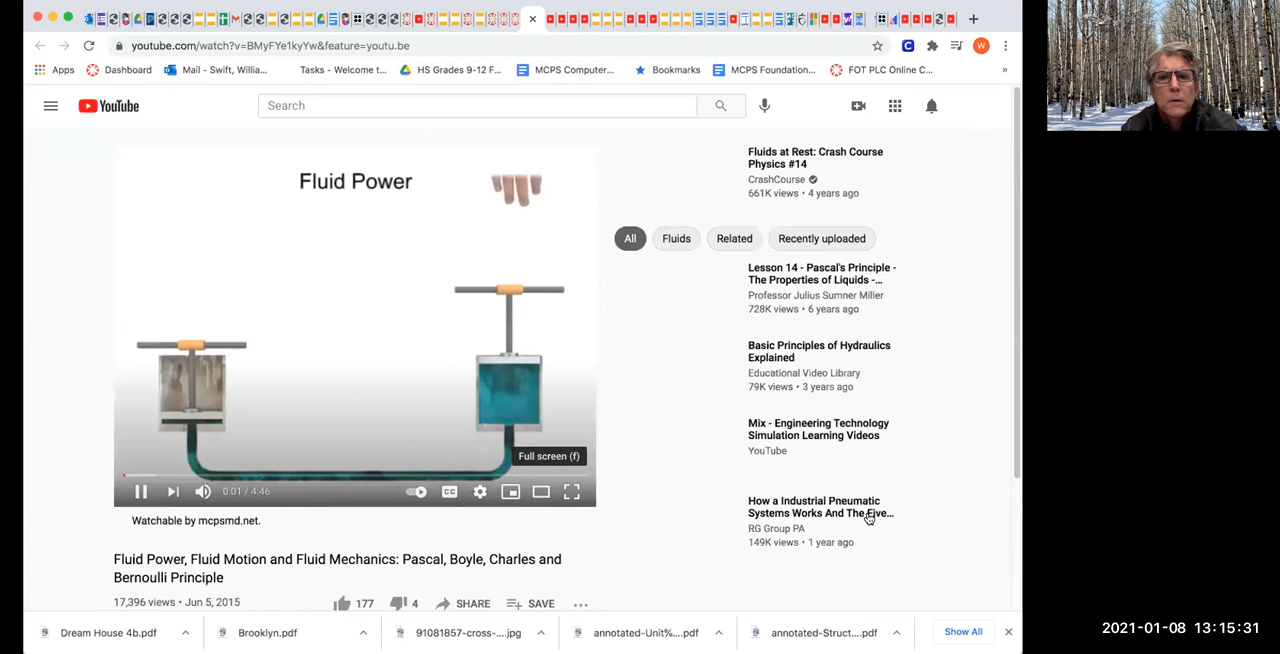 youtube.com/watch?v=BMyFYe1kyYw&feature=youtu.be
W
Apps
Dashboard
Mail - Swift, Willia...
Tasks - Welcome t...
HS Grades 9-12 F...
MCPS Computer...
Bookmarks
MCPS Foundation...
FOT PLC Online C...
»
YouTube
Search
Fluid Power
Full screen (f)
0:01 / 4:46
CC
Watchable by mcpsmd.net.
Fluid Power, Fluid Motion and Fluid Mechanics: Pascal, Boyle, Charles and
Bernoulli Principle
17,396 views • Jun 5, 2015
177
4
SHARE
SAVE
Fluids at Rest: Crash Course
Physics #14
CrashCourse
661K views • 4 years ago
All
Fluids
Related
Recently uploaded
Lesson 14 - Pascal's Principle -
The Properties of Liquids -...
Professor Julius Sumner Miller
728K views • 6 years ago
Basic Principles of Hydraulics
Explained
Educational Video Library
79K views • 3 years ago
Mix - Engineering Technology
Simulation Learning Videos
YouTube
How a Industrial Pneumatic
Systems Works And The Five...
RG Group PA
149K views • 1 year ago
Dream House 4b.pdf
Brooklyn.pdf
91081857-cross-....jpg
annotated-Unit%....pdf
annotated-Struct....pdf
Show All
2021-01-08 13:15:31